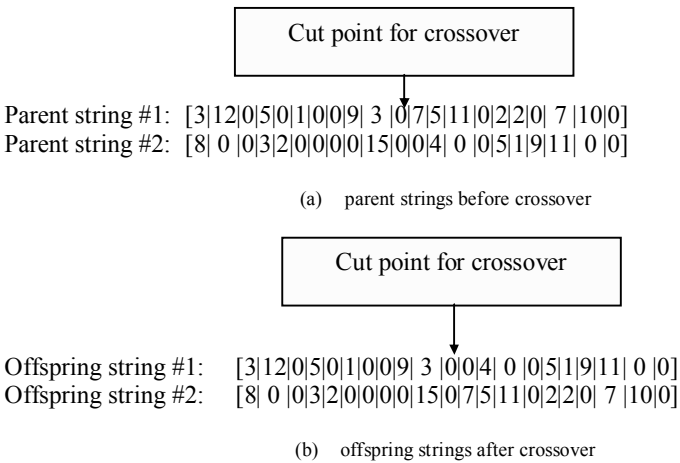 Cut point for crossover
Parent string #1: [3|12|0|5|0|1|0|0|9| 3 |0|7|5|11|0|2|2|0| 7 |10|0]
Parent string #2: [8| 0 |0|3|2|0|0|0|0|15|0|0|4| 0 |0|5|1|9|11| 0 |0]
(a) parent strings before crossover
Cut point for crossover
Offspring string #1: [3|12|0|5|0|1|0|0|9| 3 |0|0|4| 0 |0|5|1|9|11| 0 |0]
Offspring string #2: [8| 0 |0|3|2|0|0|0|0|15|0|7|5|11|0|2|2|0| 7 |10|0]
(b) offspring strings after crossover